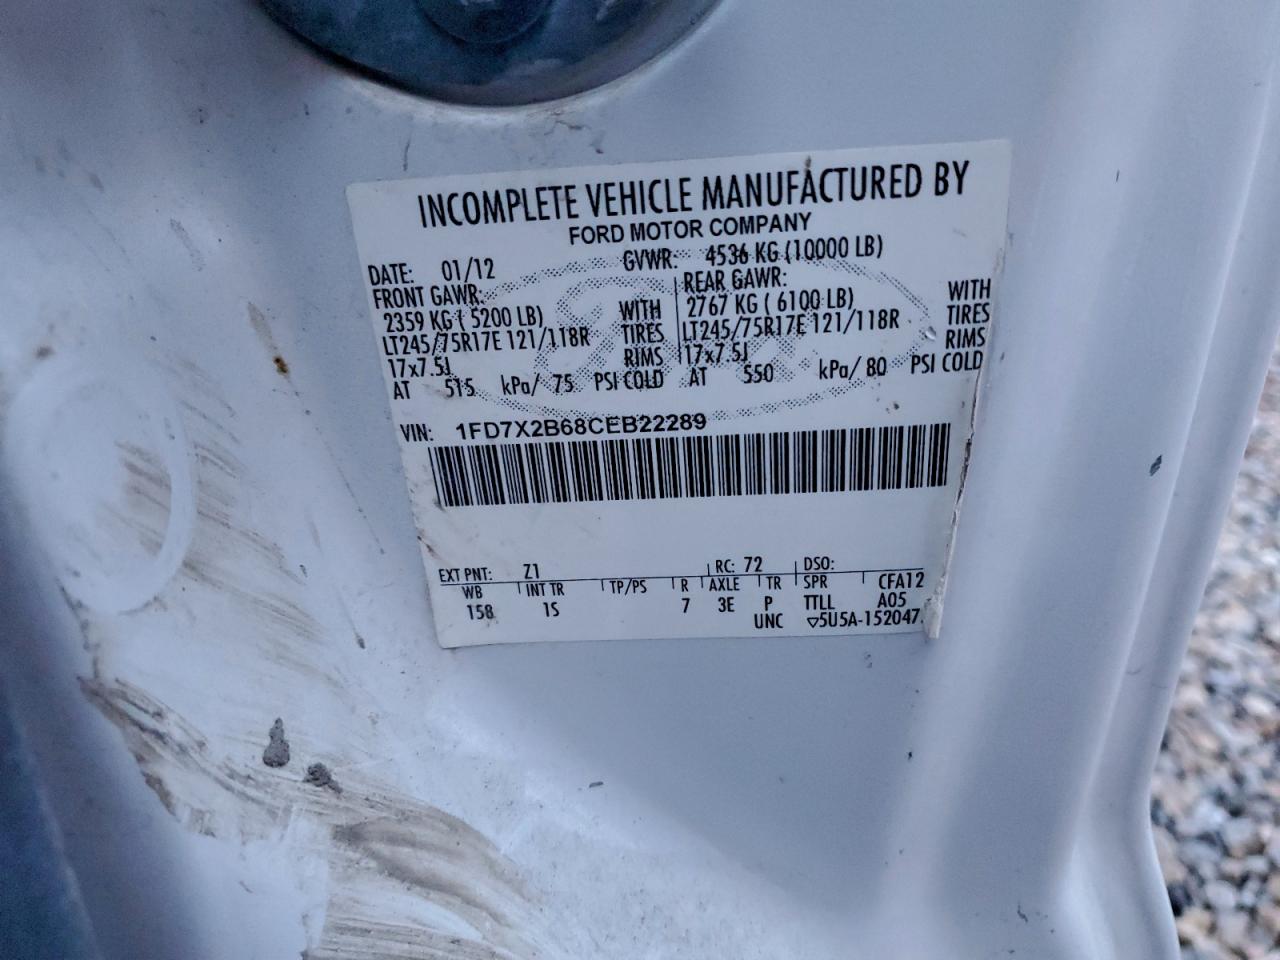 INCOMPLETE VEHICLE MANUFACTURED BY
FORD MOTOR COMPANY
DATE: 01/12 GVWR: 4536 KG (10000 LB)
FRONT GAWR: REAR GAWR:
2359 KG ( 5200 LB) WITH 2767 KG ( 6100 LB) WITH
LT245/75R17E 121/118R TIRES LT245/75R17E 121/118R TIRES
17x7.5J RIMS 17x7.5J RIMS
AT 515 kPa/ 75 PSI COLD AT 550 kPa/ 80 PSI COLD
VIN: 1FD7X2B68CEB22289
EXT PNT: Z1 RC: 72 DSO:
WB INT TR TP/PS R AXLE TR SPR CFA12
158 1S 7 3E P TTLL A05
UNC ▽5U5A-152047